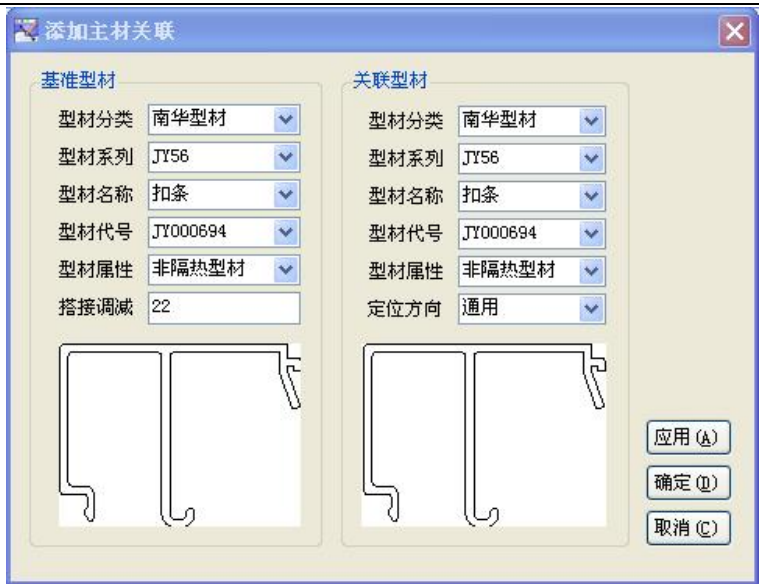 添加主材关联
基准型材
型材分类 南华型材
型材系列 JY56
型材名称 扣条
型材代号 JY000694
型材属性 非隔热型材
搭接调减 22
关联型材
型材分类 南华型材
型材系列 JY56
型材名称 扣条
型材代号 JY000694
型材属性 非隔热型材
定位方向 通用
应用(A)
确定(D)
取消(C)